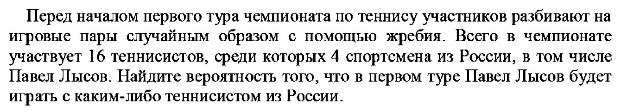 Перед началом первого тура чемпионата по теннису участников разбивают на
игровые пары случайным образом с помощью жребия. Всего в чемпионате
участвует 16 теннисистов, среди которых 4 спортсмена из России, в том числе
Павел Лысов. Найдите вероятность того, что в первом туре Павел Лысов будет
играть с каким-либо теннисистом из России.